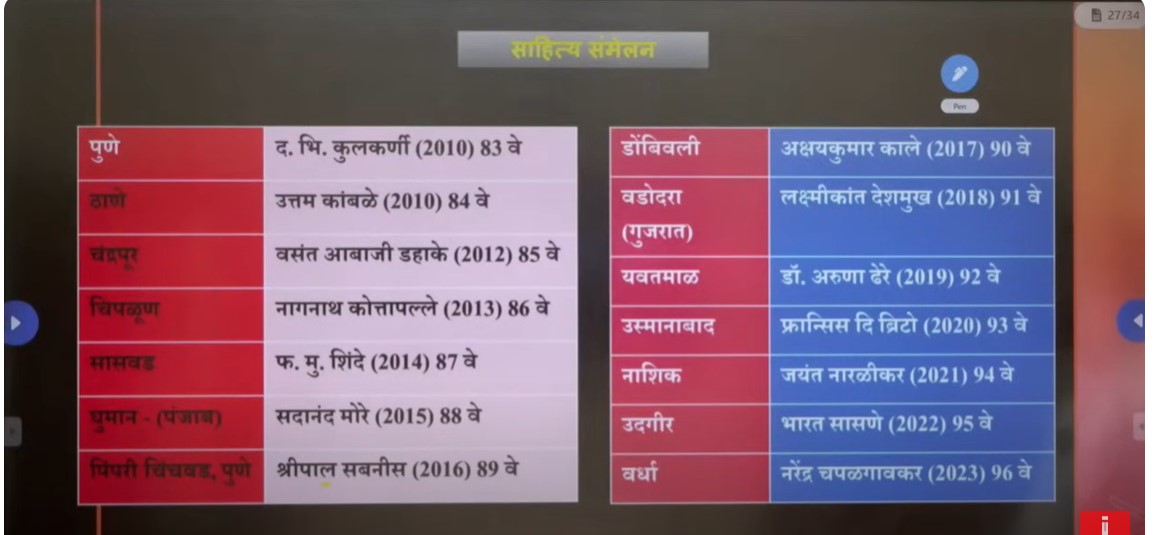 27/34
साहित्य संमेलन
Pen
पुणे द. भि. कुलकर्णी (2010) 83 वे
ठाणे उत्तम कांबळे (2010) 84 वे
चंद्रपूर वसंत आबाजी डहाके (2012) 85 वे
चिपळूण नागनाथ कोत्तापल्ले (2013) 86 वे
सासवड फ. मु. शिंदे (2014) 87 वे
घुमान - (पंजाब) सदानंद मोरे (2015) 88 वे
पिंपरी चिंचवड, पुणे श्रीपाल सबनीस (2016) 89 वे
डोंबिवली अक्षयकुमार काले (2017) 90 वे
वडोदरा लक्ष्मीकांत देशमुख (2018) 91 वे
(गुजरात)
यवतमाळ डॉ. अरुणा ढेरे (2019) 92 वे
उस्मानाबाद फ्रान्सिस दि ब्रिटो (2020) 93 वे
नाशिक जयंत नारळीकर (2021) 94 वे
उदगीर भारत सासणे (2022) 95 वे
वर्धा नरेंद्र चपळगावकर (2023) 96 वे
i